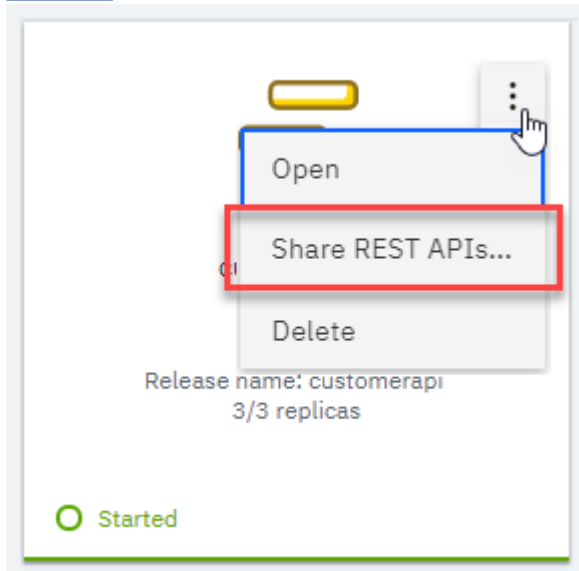 Open
Share REST APIs...
Delete
Release name: customerapi
3/3 replicas
Started